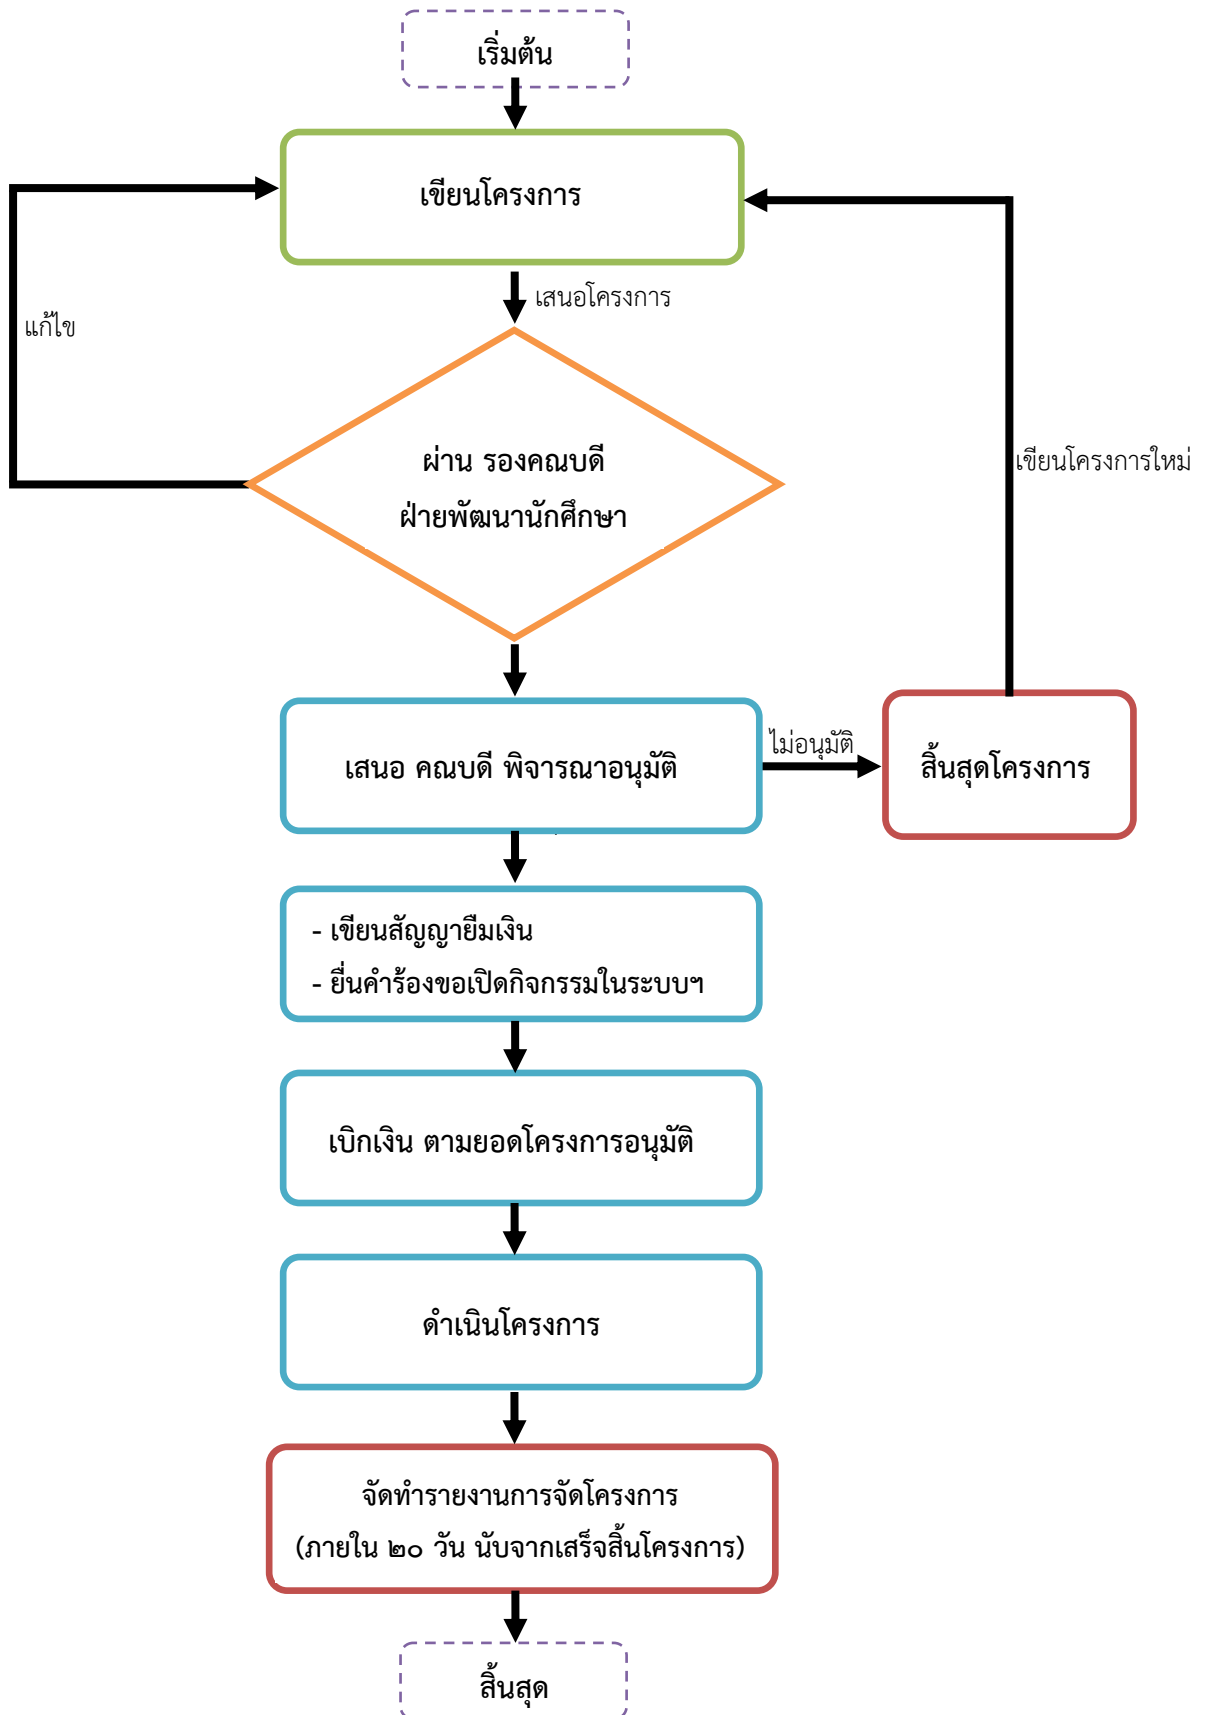 เริ่มต้น
เขียนโครงการ
เสนอโครงการ
แก้ไข
ผ่าน รองคณบดี
ฝ่ายพัฒนานักศึกษา
เขียนโครงการใหม่
เสนอ คณบดี พิจารณาอนุมัติ
ไม่อนุมัติ
สิ้นสุดโครงการ
- เขียนสัญญายืมเงิน
- ยื่นคำร้องขอเปิดกิจกรรมในระบบฯ
เบิกเงิน ตามยอดโครงการอนุมัติ
ดำเนินโครงการ
จัดทำรายงานการจัดโครงการ
(ภายใน ๒๐ วัน นับจากเสร็จสิ้นโครงการ)
สิ้นสุด